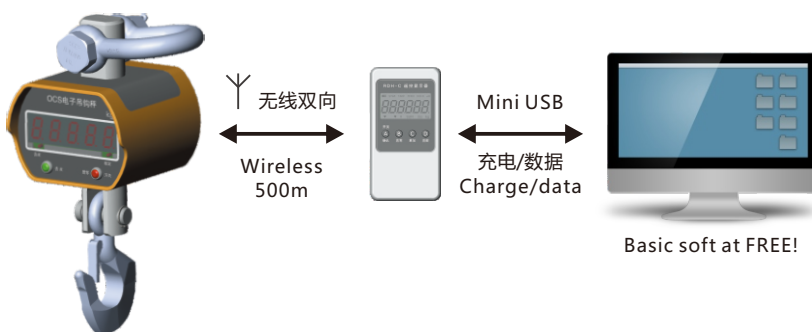 OCS电子吊钩秤
无线双向
Wireless
500m
Mini USB
充电/数据
Charge/data
Basic soft at FREE!